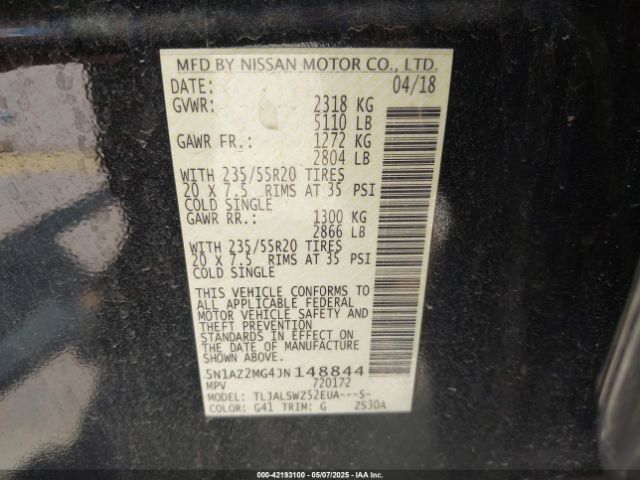 MFD BY NISSAN MOTOR CO., LTD.
DATE: 04/18
GVWR: 2318 KG
5110 LB
GAWR FR.: 1272 KG
2804 LB
WITH 235/55R20 TIRES
20 X 7.5 RIMS AT 35 PSI
COLD SINGLE
GAWR RR.: 1300 KG
2866 LB
WITH 235/55R20 TIRES
20 X 7.5 RIMS AT 35 PSI
COLD SINGLE
THIS VEHICLE CONFORMS TO
ALL APPLICABLE FEDERAL
MOTOR VEHICLE SAFETY AND
THEFT PREVENTION
STANDARDS IN EFFECT ON
THE DATE OF MANUFACTURE
SHOWN ABOVE.
5N1AZ2MG4JN148844
MPV 720172
MODEL: TLJALSWZ52EUA---S-
COLOR: G41 TRIM: G ZS30A
000-42193100 - 05/07/2025 - IAAI.COM